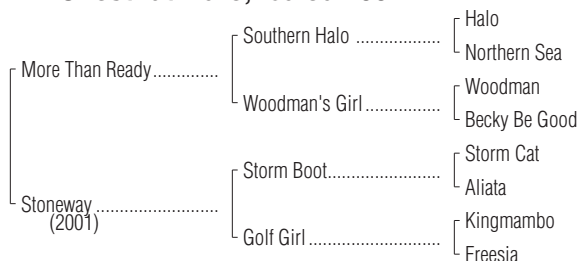 Halo
Southern Halo
Northern Sea
More Than Ready
Woodman
Woodman's Girl
Becky Be Good
Storm Cat
Storm Boot
Aliata
Stoneway
(2001)
Kingmambo
Golf Girl
Freesia